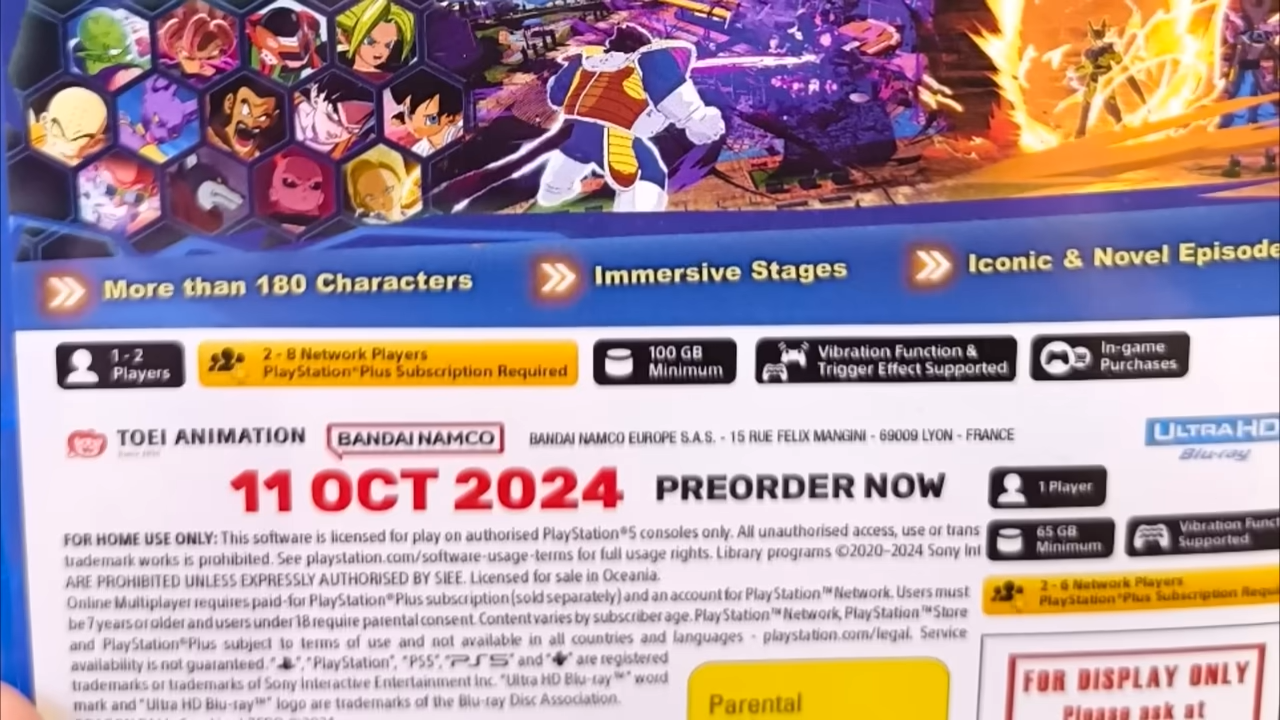 More than 180 Characters
Immersive Stages
Iconic & Novel Episode
1 - 2
Players
2 - 8 Network Players
PlayStation®Plus Subscription Required
100 GB
Minimum
Vibration Function &
Trigger Effect Supported
In-game
Purchases
TOEI ANIMATION
BANDAI NAMCO
BANDAI NAMCO EUROPE S.A.S. - 15 RUE FELIX MANGINI - 69009 LYON - FRANCE
ULTRA HD
Blu-ray
11 OCT 2024 PREORDER NOW
1 Player
65 GB
Minimum
Vibration Func
Supported
2 - 6 Network Players
PlayStation®Plus Subscription Requi
FOR HOME USE ONLY: This software is licensed for play on authorised PlayStation®5 consoles only. All unauthorised access, use or trans
trademark works is prohibited. See playstation.com/software-usage-terms for full usage rights. Library programs ©2020-2024 Sony Int
ARE PROHIBITED UNLESS EXPRESSLY AUTHORISED BY SIEE. Licensed for sale in Oceania.
Online Multiplayer requires paid-for PlayStation®Plus subscription (sold separately) and an account for PlayStation™Network. Users must
be 7 years or older and users under 18 require parental consent. Content varies by subscriber age. PlayStation™Network, PlayStation™Store
and PlayStation®Plus subject to terms of use and not available in all countries and languages - playstation.com/legal. Service
availability is not guaranteed. "PlayStation", "PS5", "PS5" and are registered
trademarks or trademarks of Sony Interactive Entertainment Inc. "Ultra HD Blu-ray™" word
mark and "Ultra HD Blu-ray™" logo are trademarks of the Blu-ray Disc Association.
Parental
FOR DISPLAY ONLY
Please ask at